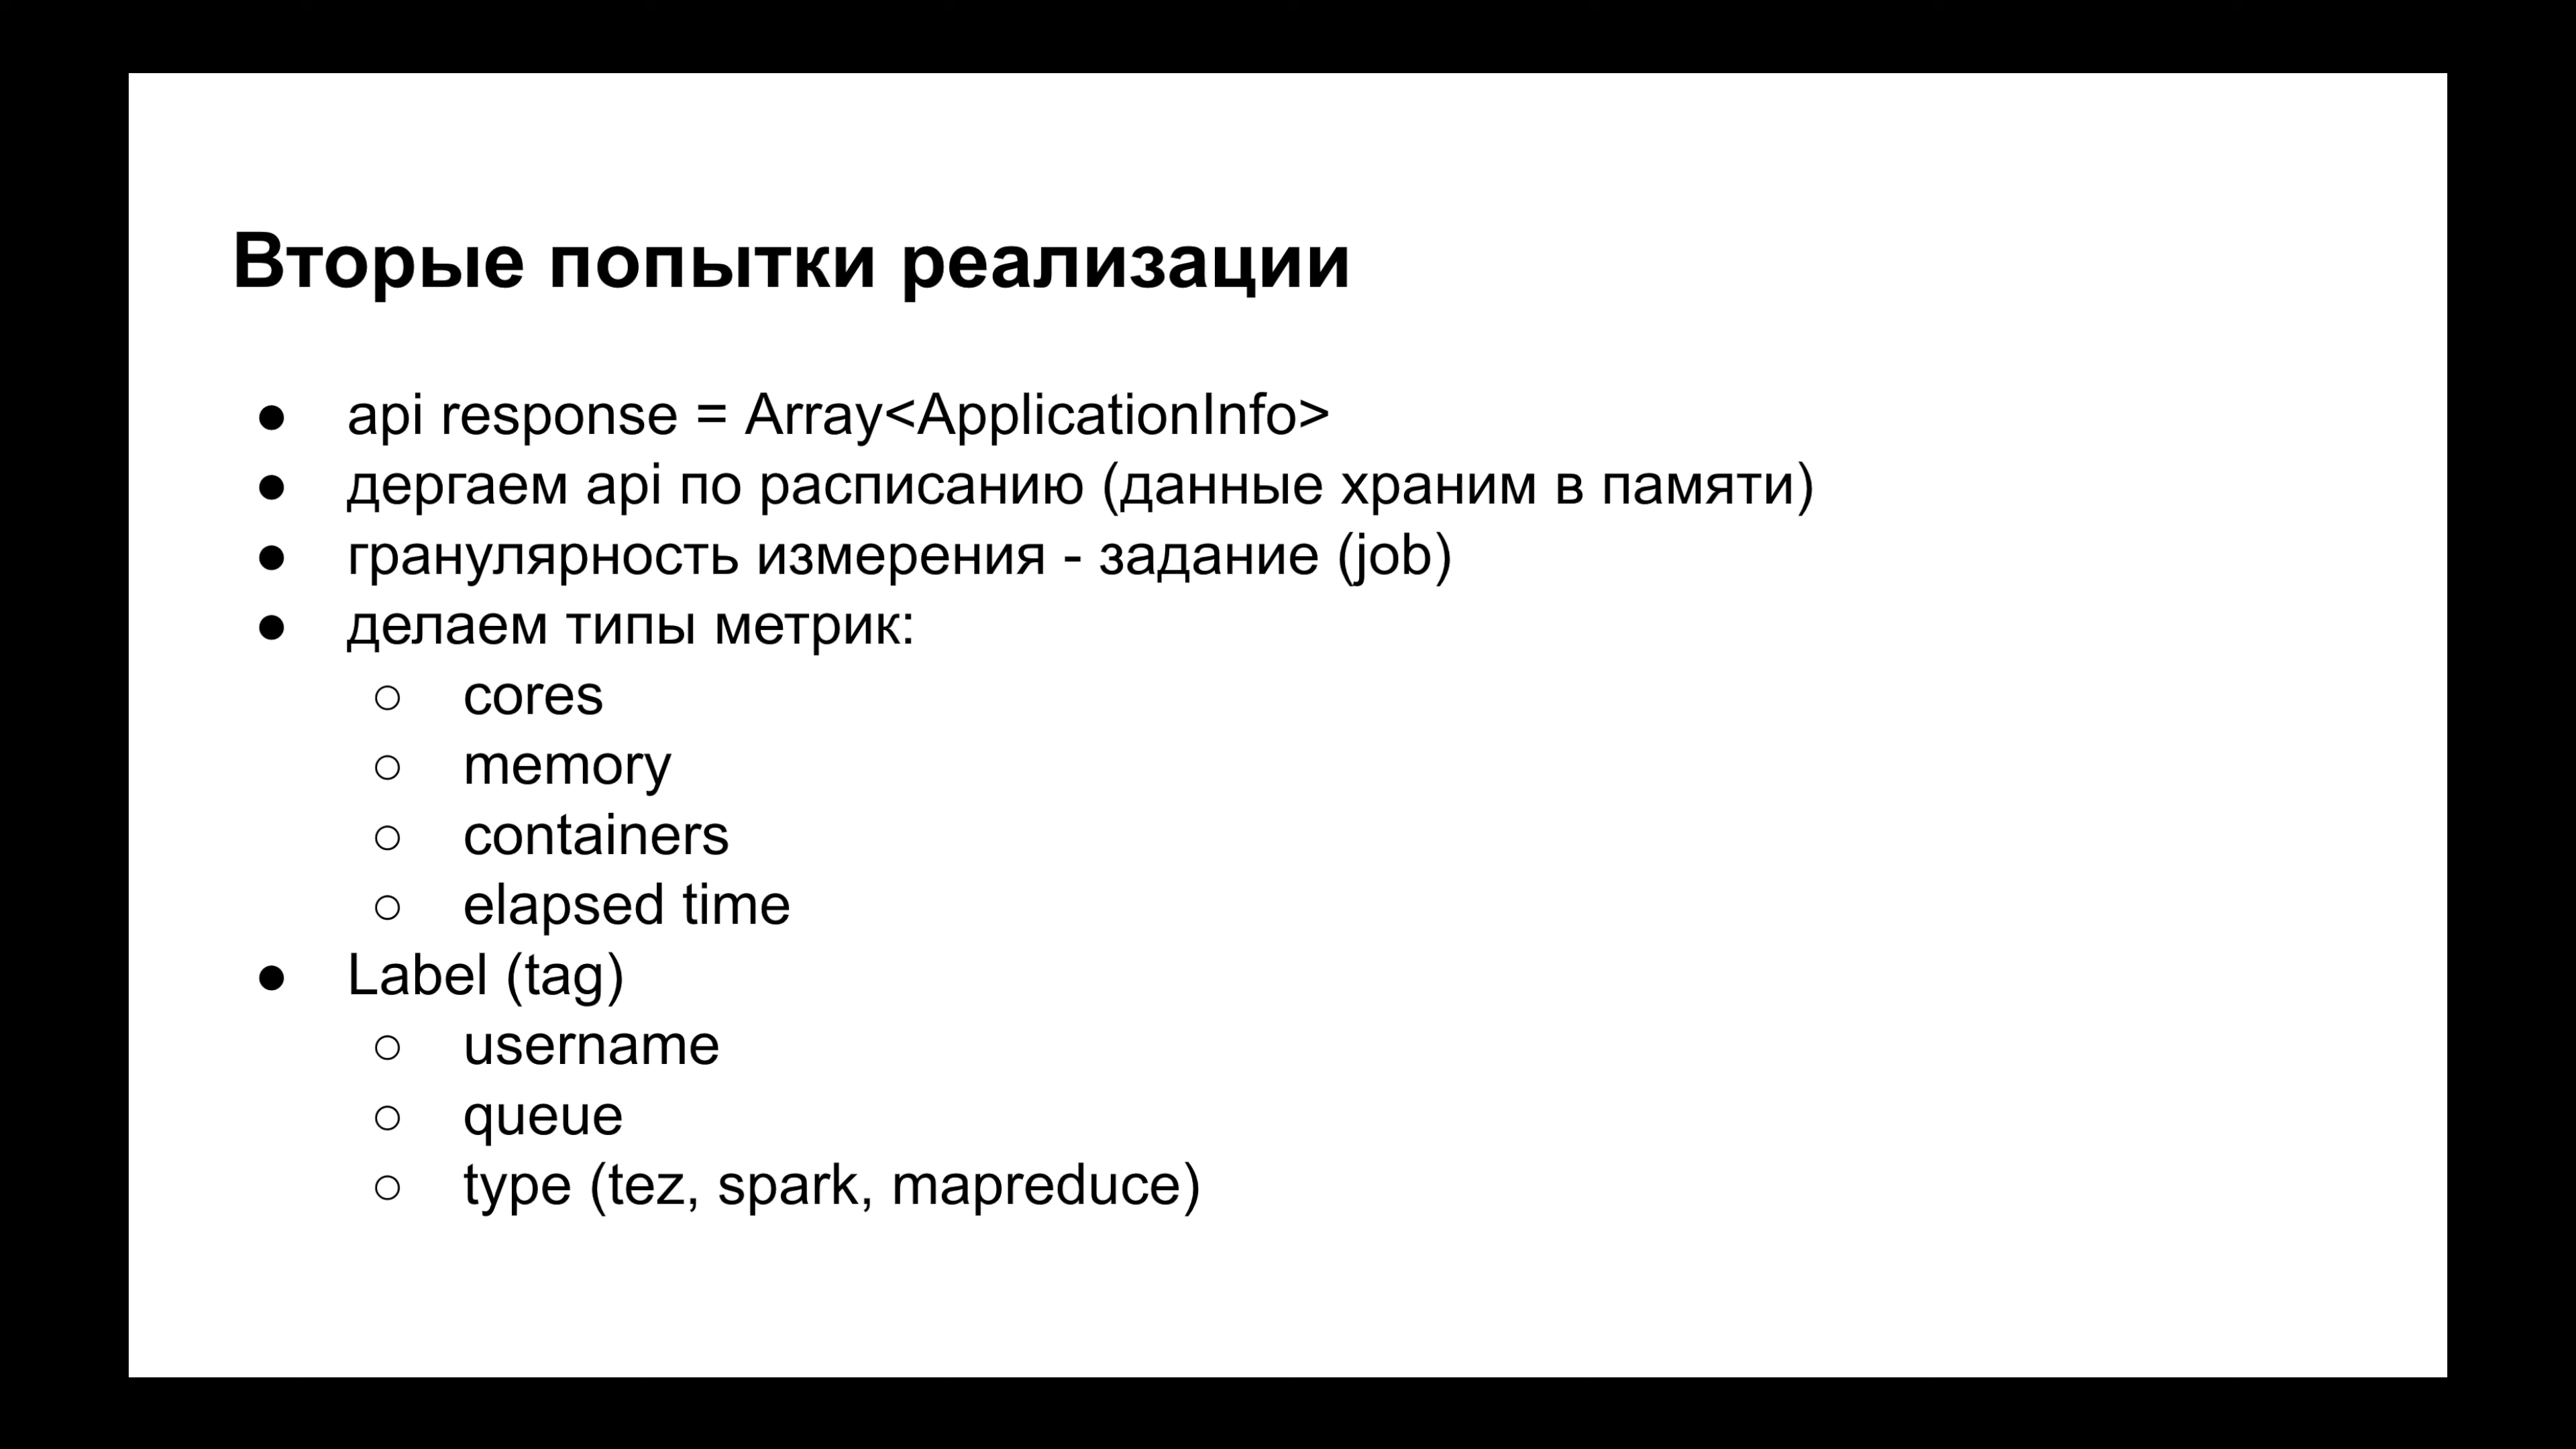 Вторые попытки реализации
● api response = Array<ApplicationInfo>
● дергаем api по расписанию (данные храним в памяти)
● гранулярность измерения - задание (job)
● делаем типы метрик:
○ cores
○ memory
○ containers
○ elapsed time
● Label (tag)
○ username
○ queue
○ type (tez, spark, mapreduce)